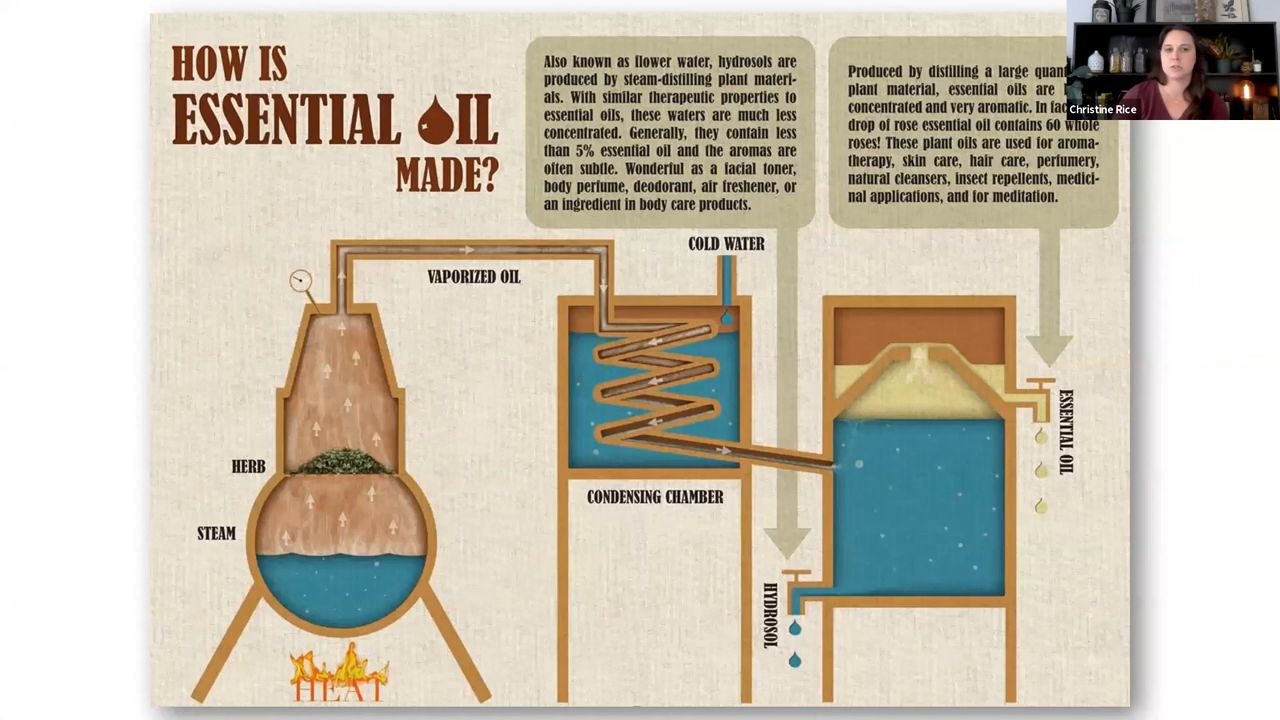 HOW IS
ESSENTIAL OIL
MADE?
Also known as flower water, hydrosols are
produced by steam-distilling plant materi-
als. With similar therapeutic properties to
essential oils, these waters are much less
concentrated. Generally, they contain less
than 5% essential oil and the aromas are
often subtle. Wonderful as a facial toner,
body perfume, deodorant, air freshener, or
an ingredient in body care products.
Produced by distilling a large quant
plant material, essential oils are
concentrated and very aromatic. In fac
drop of rose essential oil contains 60 whole
roses! These plant oils are used for aroma-
therapy, skin care, hair care, perfumery,
natural cleansers, insect repellents, medici-
nal applications, and for meditation.
Christine Rice
COLD WATER
VAPORIZED OIL
HERB
STEAM
CONDENSING CHAMBER
ESSENTIAL OIL
HYDROSOL
HEAT